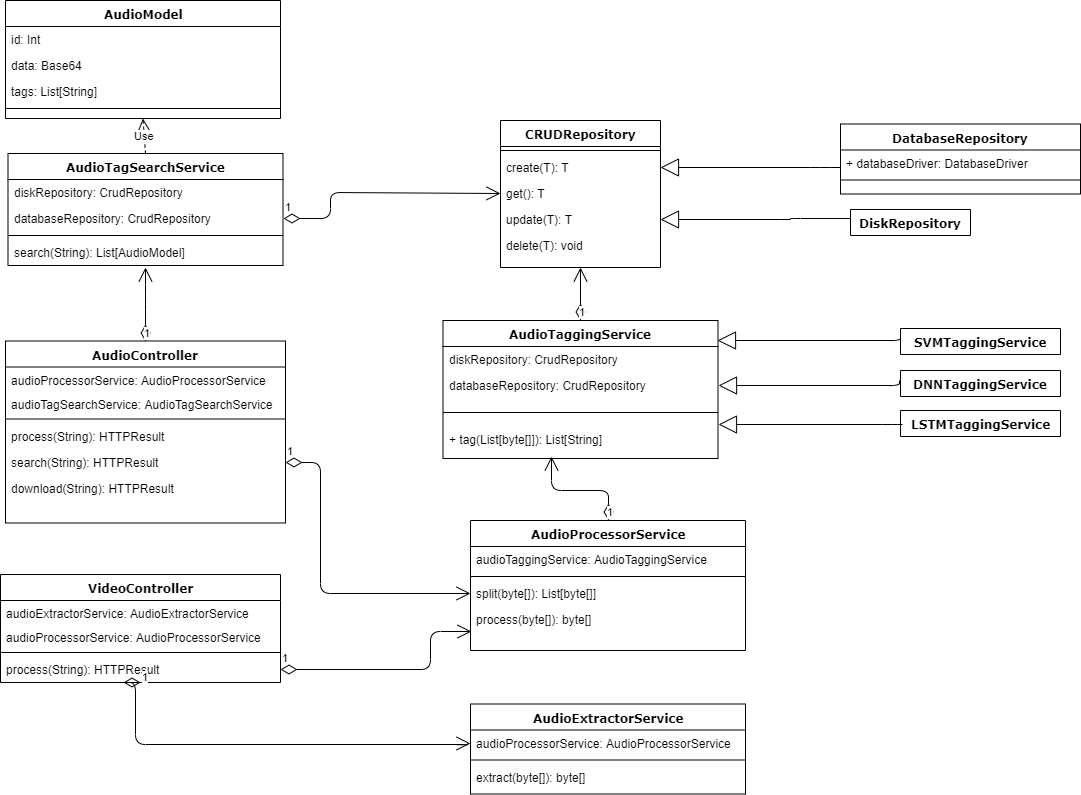 AudioModel
id: Int
data: Base64
tags: List[String]
Use
AudioTagSearchService
diskRepository: CrudRepository
databaseRepository: CrudRepository
search(String): List[AudioModel]
1
1
AudioController
audioProcessorService: AudioProcessorService
audioTagSearchService: AudioTagSearchService
process(String): HTTPResult
search(String): HTTPResult
download(String): HTTPResult
1
VideoController
audioExtractorService: AudioExtractorService
audioProcessorService: AudioProcessorService
process(String): HTTPResult
1
1
CRUDRepository
create(T): T
get(): T
update(T): T
delete(T): void
1
DatabaseRepository
+ databaseDriver: DatabaseDriver
DiskRepository
AudioTaggingService
diskRepository: CrudRepository
databaseRepository: CrudRepository
+ tag(List[byte[]]): List[String]
1
SVMTaggingService
DNNTaggingService
LSTMTaggingService
AudioProcessorService
audioTaggingService: AudioTaggingService
split(byte[]): List[byte[]]
process(byte[]): byte[]
AudioExtractorService
audioProcessorService: AudioProcessorService
extract(byte[]): byte[]